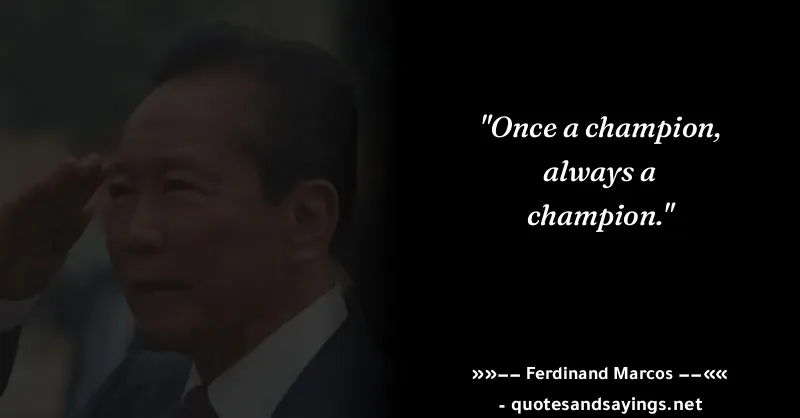 "Once a champion,
always a
champion."
»»−− Ferdinand Marcos −−««
- quotesandsayings.net